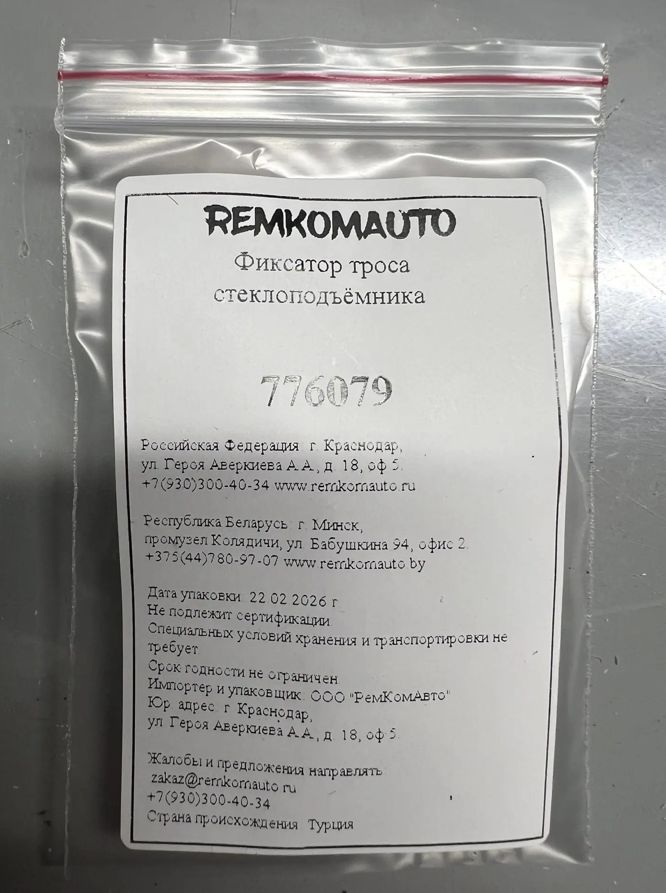 REMKOMAUTO
Фиксатор троса
стеклоподъёмника
776079
Российская Федерация г. Краснодар,
ул. Героя Аверкиева А.А., д. 18, оф 5.
+7(930)300-40-34 www.remkomauto.ru
Республика Беларусь: г. Минск,
промузел Колядичи, ул. Бабушкина 94, офис 2.
+375(44)780-97-07 www.remkomauto.by
Дата упаковки: 22.02.2026 г.
Не подлежит сертификации.
Специальных условий хранения и транспортировки не
требует.
Срок годности не ограничен.
Импортер и упаковщик: ООО "РемКомАвто"
Юр. адрес: г. Краснодар,
ул. Героя Аверкиева А.А., д. 18, оф 5.
Жалобы и предложения направлять:
zakaz@remkomauto.ru
+7(930)300-40-34
Страна происхождения: Турция